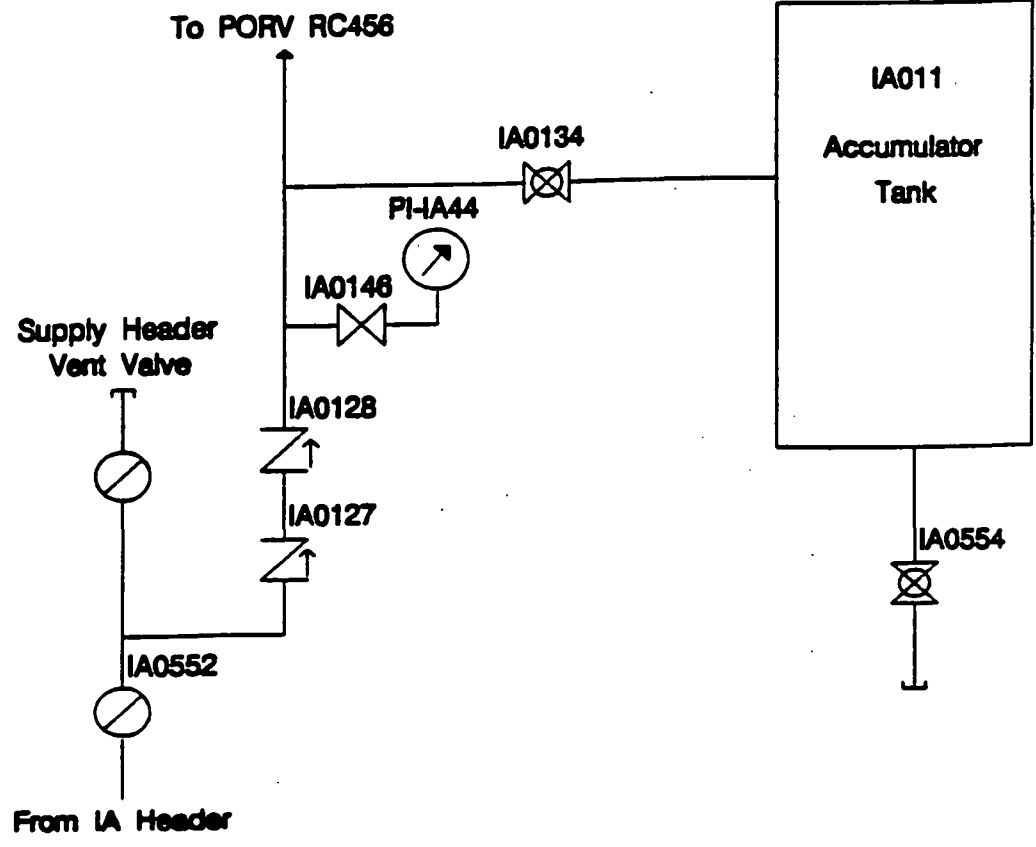 To PORV RC456
IA011
Accumulator
Tank
IA0134
PI-IA44
IA0146
Supply Header
Vent Valve
IA0128
IA0127
IA0554
IA0552
From IA Header